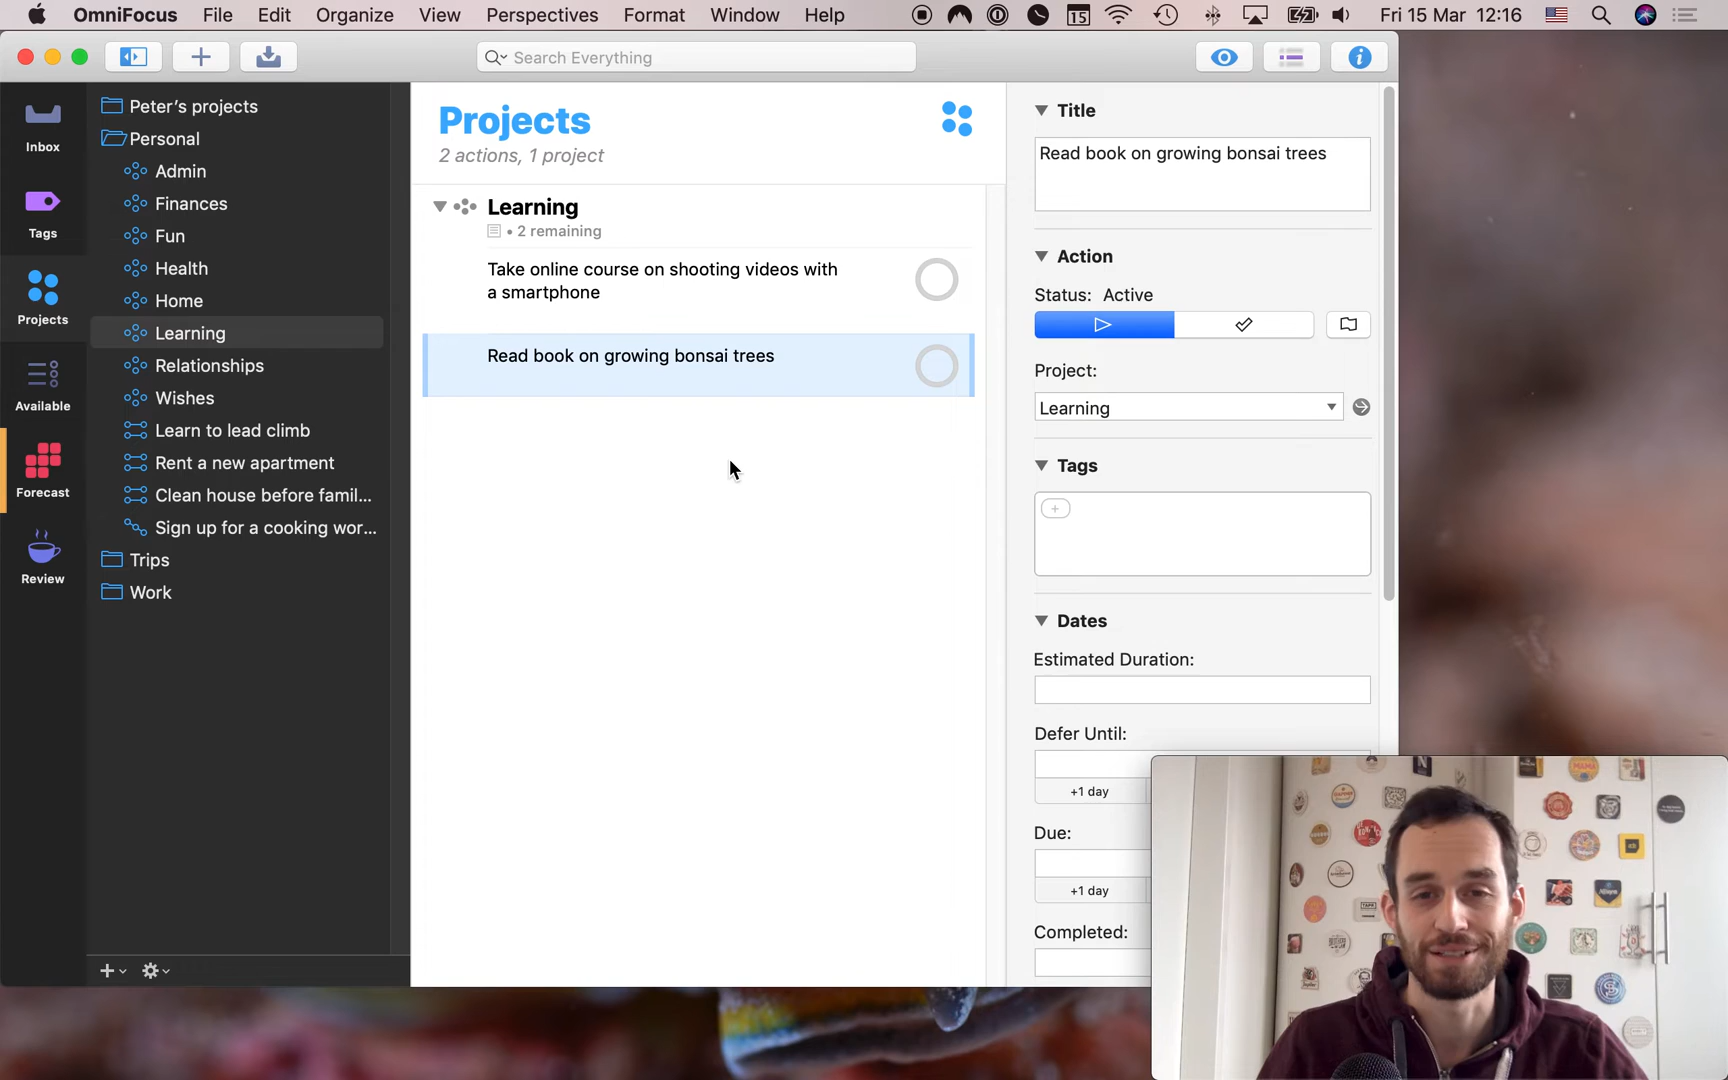 OmniFocus File Edit Organize View Perspectives Format Window Help 15 Fri 15 Mar 12:16
Search Everything
Inbox
Tags
Projects
Available
Forecast
Review
Peter's projects
Personal
Admin
Finances
Fun
Health
Home
Learning
Relationships
Wishes
Learn to lead climb
Rent a new apartment
Clean house before famil...
Sign up for a cooking wor...
Trips
Work
Projects
2 actions, 1 project
Learning
• 2 remaining
Take online course on shooting videos with
a smartphone
Read book on growing bonsai trees
Title
Read book on growing bonsai trees
Action
Status: Active
Project:
Learning
Tags
Dates
Estimated Duration:
Defer Until:
+1 day
Due:
+1 day
Completed: